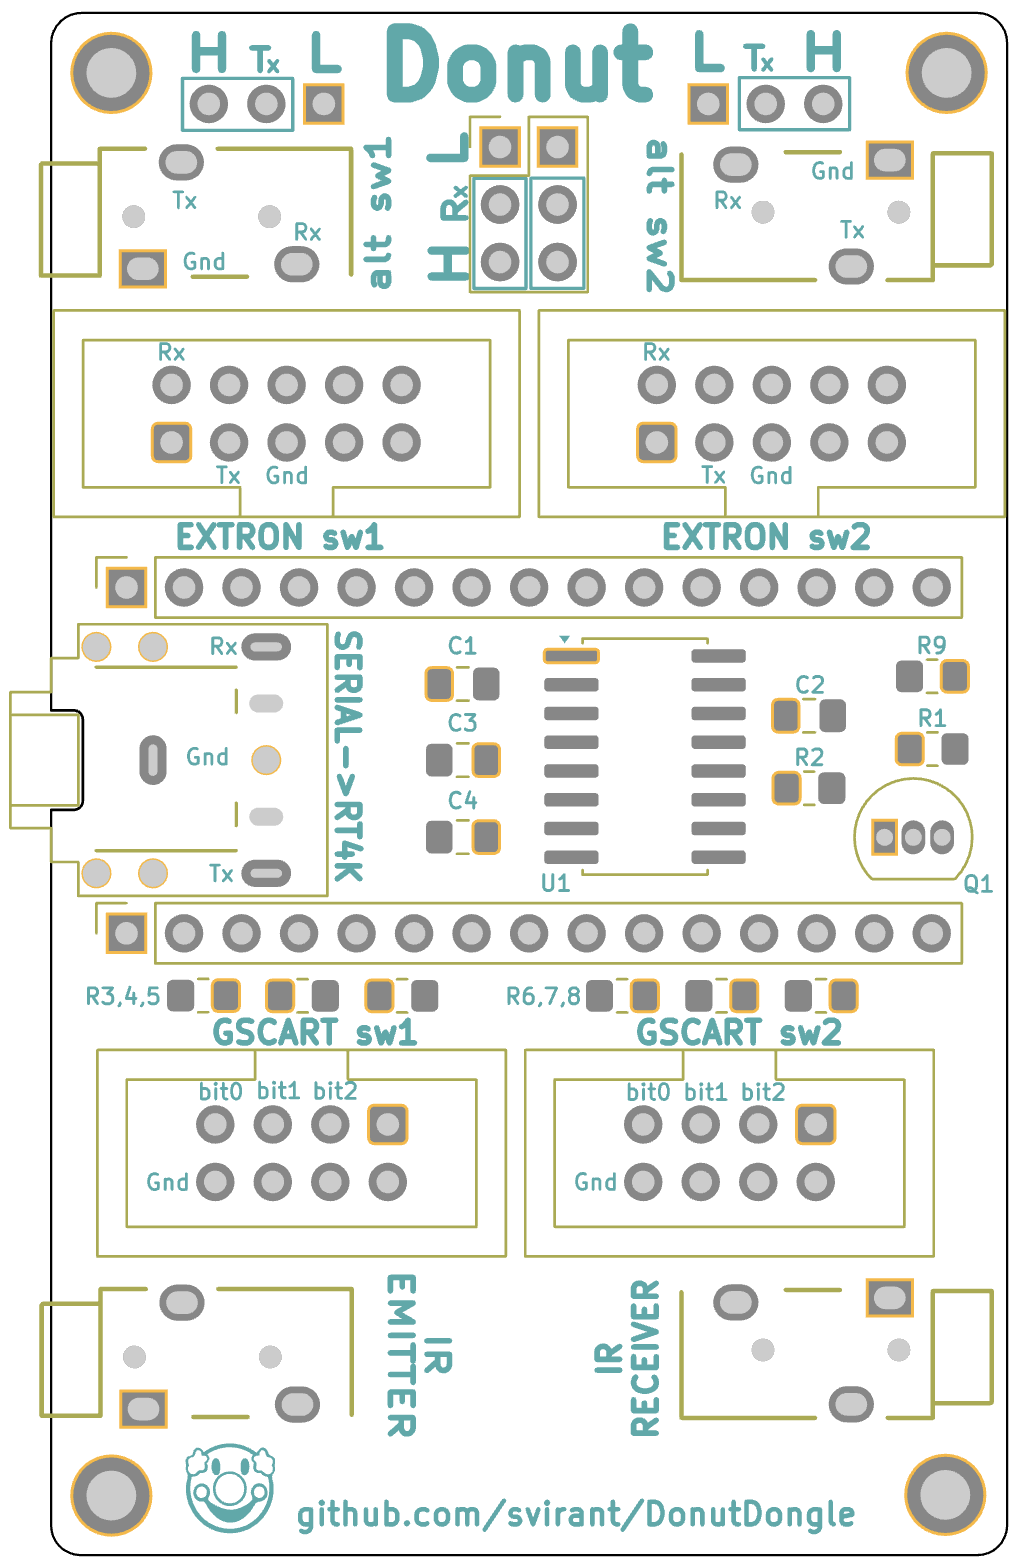 H Tx L
Donut
L Tx H
Tx
Rx
Gnd
alt sw1
L
Rx
H
alt sw2
Gnd
Rx
Tx
Rx
Tx Gnd
EXTRON sw1
Rx
Tx Gnd
EXTRON sw2
Rx
Gnd
Tx
SERIAL->RT4K
C1
C3
C4
U1
C2
R2
R9
R1
Q1
R3,4,5
R6,7,8
GSCART sw1
bit0 bit1 bit2
Gnd
GSCART sw2
bit0 bit1 bit2
Gnd
IR
EMITTER
IR
RECEIVER
github.com/svirant/DonutDongle